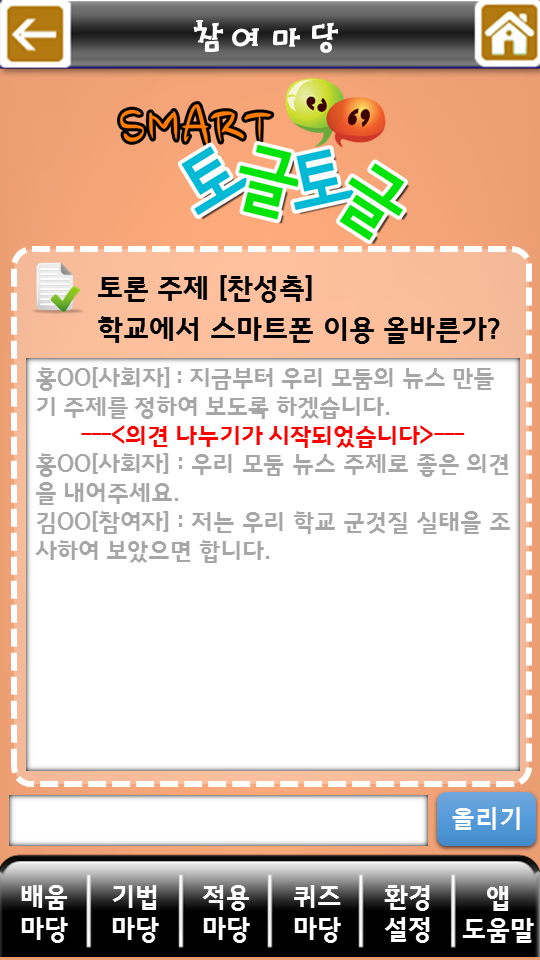 참여마당
SMART
토글토글
토론 주제 [찬성측]
학교에서 스마트폰 이용 올바른가?
홍OO[사회자] : 지금부터 우리 모둠의 뉴스 만들
기 주제를 정하여 보도록 하겠습니다.
---<의견 나누기가 시작되었습니다>---
홍OO[사회자] : 우리 모둠 뉴스 주제로 좋은 의견
을 내어주세요.
김OO[참여자] : 저는 우리 학교 군것질 실태을 조
사하여 보았으면 합니다.
올리기
배움
마당
기법
마당
적용
마당
퀴즈
마당
환경
설정
앱
도움말